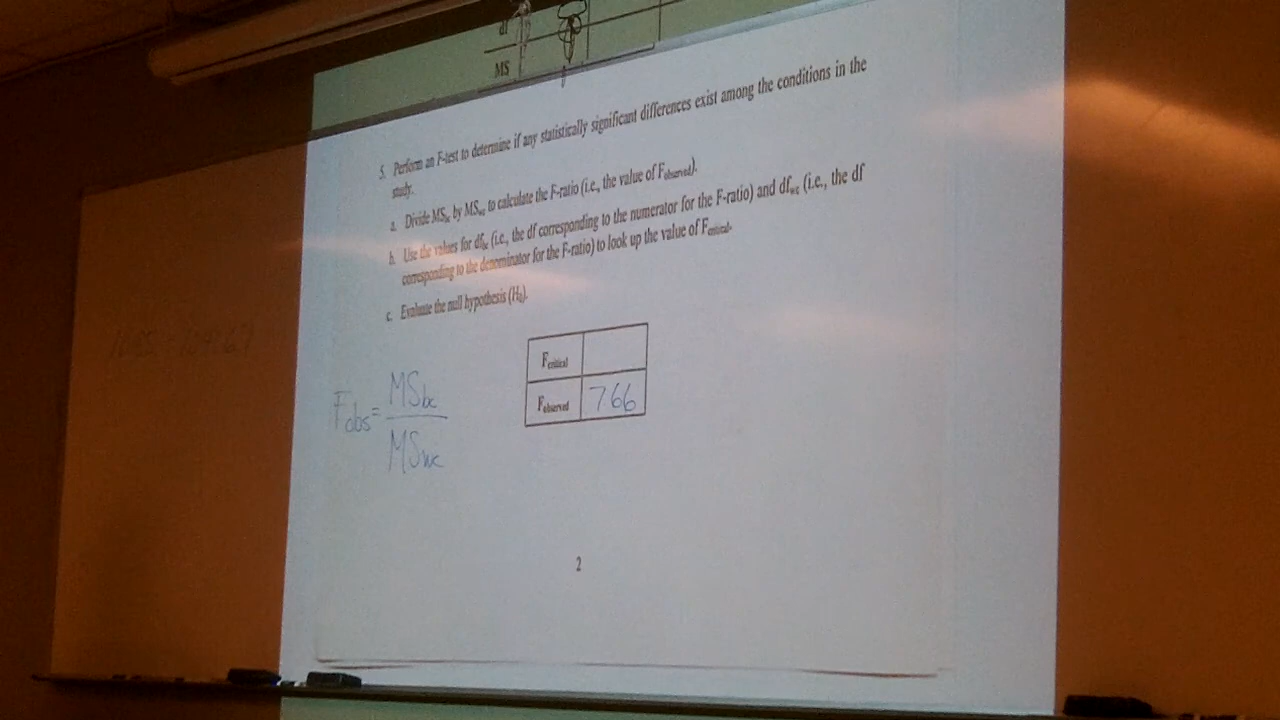 df
MS
5. Perform an F-test to determine if any statistically significant differences exist among the conditions in the
study.
a. Divide MSbc by MSwc to calculate the F-ratio (i.e., the value of Fobserved).
b. Use the values for dfbc (i.e., the df corresponding to the numerator for the F-ratio) and dfwc (i.e., the df
corresponding to the denominator for the F-ratio) to look up the value of Fcritical.
c. Evaluate the null hypothesis (H0).
Fcritical
Fobserved 7.66
Fobs = MSbc
MSwc
2